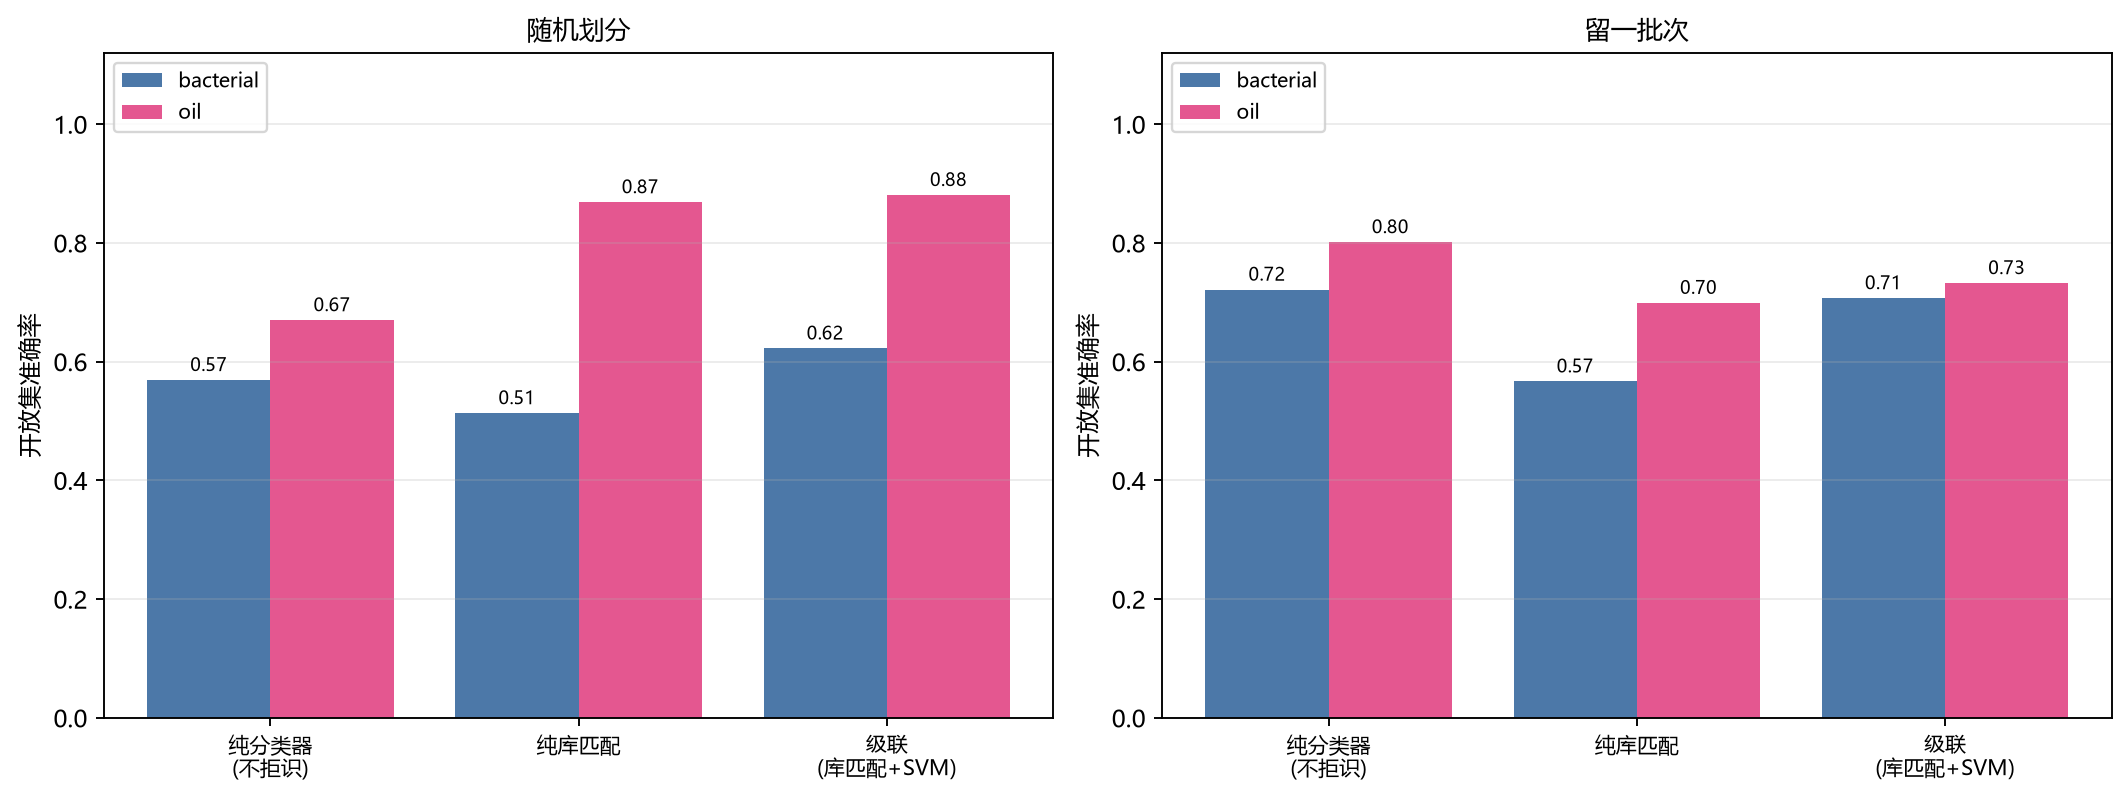 随机划分
bacterial
oil
开放集准确率
1.0
0.8
0.6
0.4
0.2
0.0
0.57
0.67
0.51
0.87
0.62
0.88
纯分类器
(不拒识)
纯库匹配
级联
(库匹配+SVM)
留一批次
bacterial
oil
开放集准确率
1.0
0.8
0.6
0.4
0.2
0.0
0.72
0.80
0.57
0.70
0.71
0.73
纯分类器
(不拒识)
纯库匹配
级联
(库匹配+SVM)